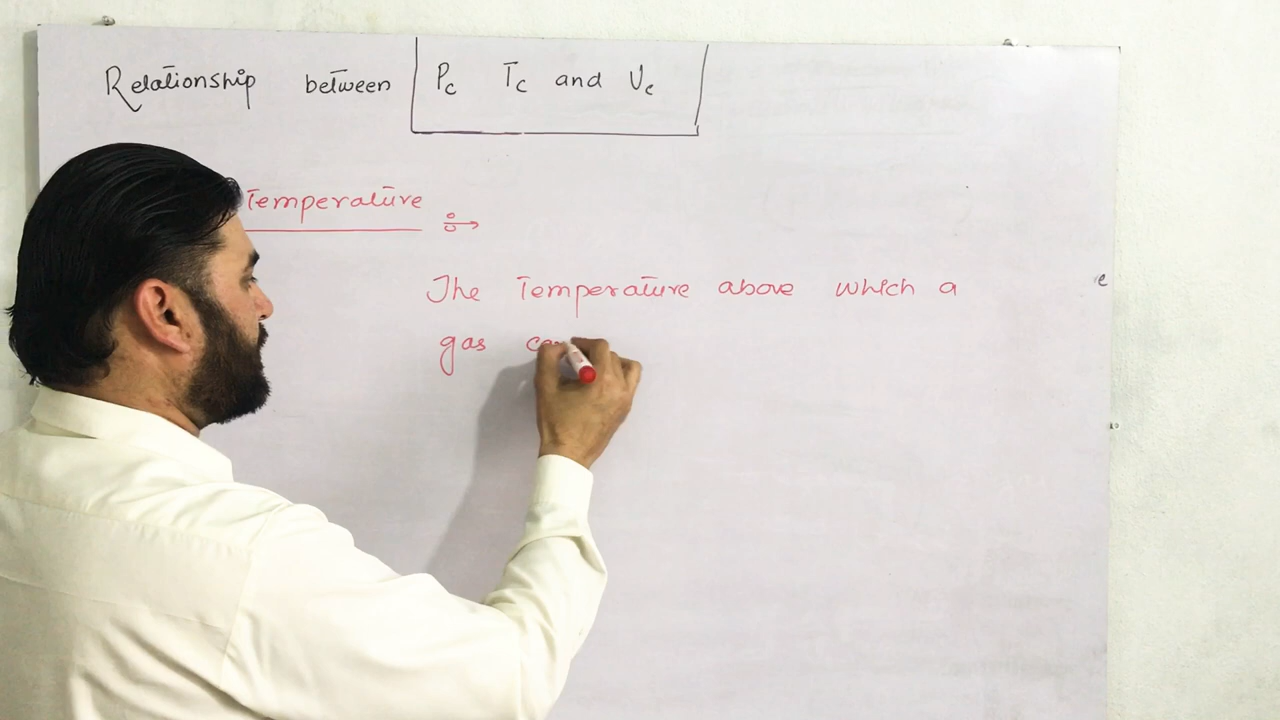 Relationship between Pc Tc and Vc
Temperature
The Temperature above which a
gas